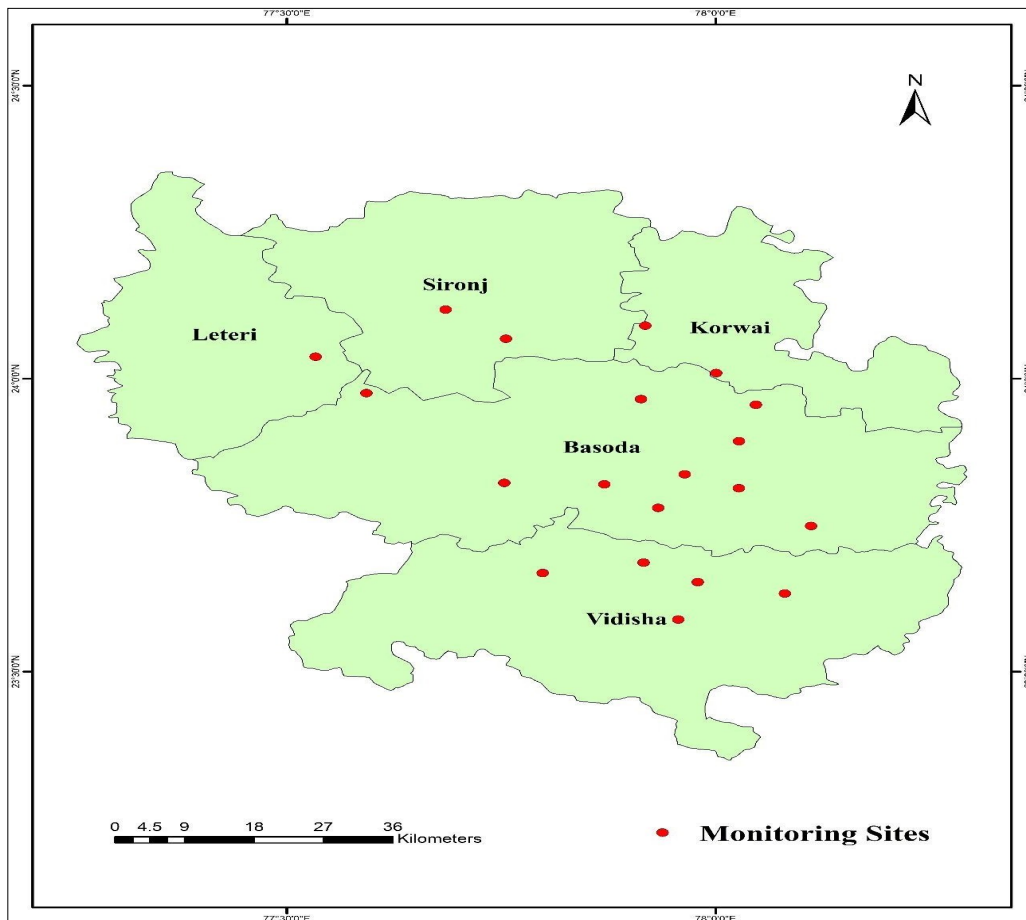 77°30'0"E 78°0'0"E
24°30'0"N
N
Sironj
Leteri
Korwai
24°0'0"N
Basoda
Vidisha
23°30'0"N
0 4.5 9 18 27 36
Kilometers
Monitoring Sites
77°30'0"E 78°0'0"E